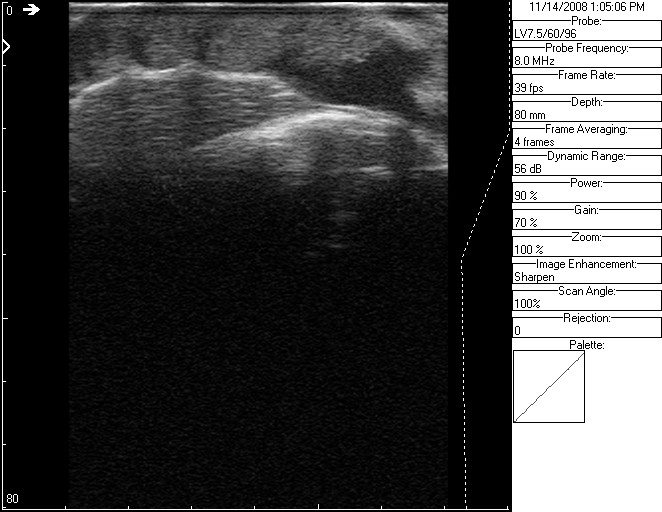 0
80
11/14/2008 1:05:06 PM
Probe:
LV7.5/60/96
Probe Frequency:
8.0 MHz
Frame Rate:
39 fps
Depth:
80 mm
Frame Averaging:
4 frames
Dynamic Range:
56 dB
Power:
90 %
Gain:
70 %
Zoom:
100 %
Image Enhancement:
Sharpen
Scan Angle:
100%
Rejection:
0
Palette: